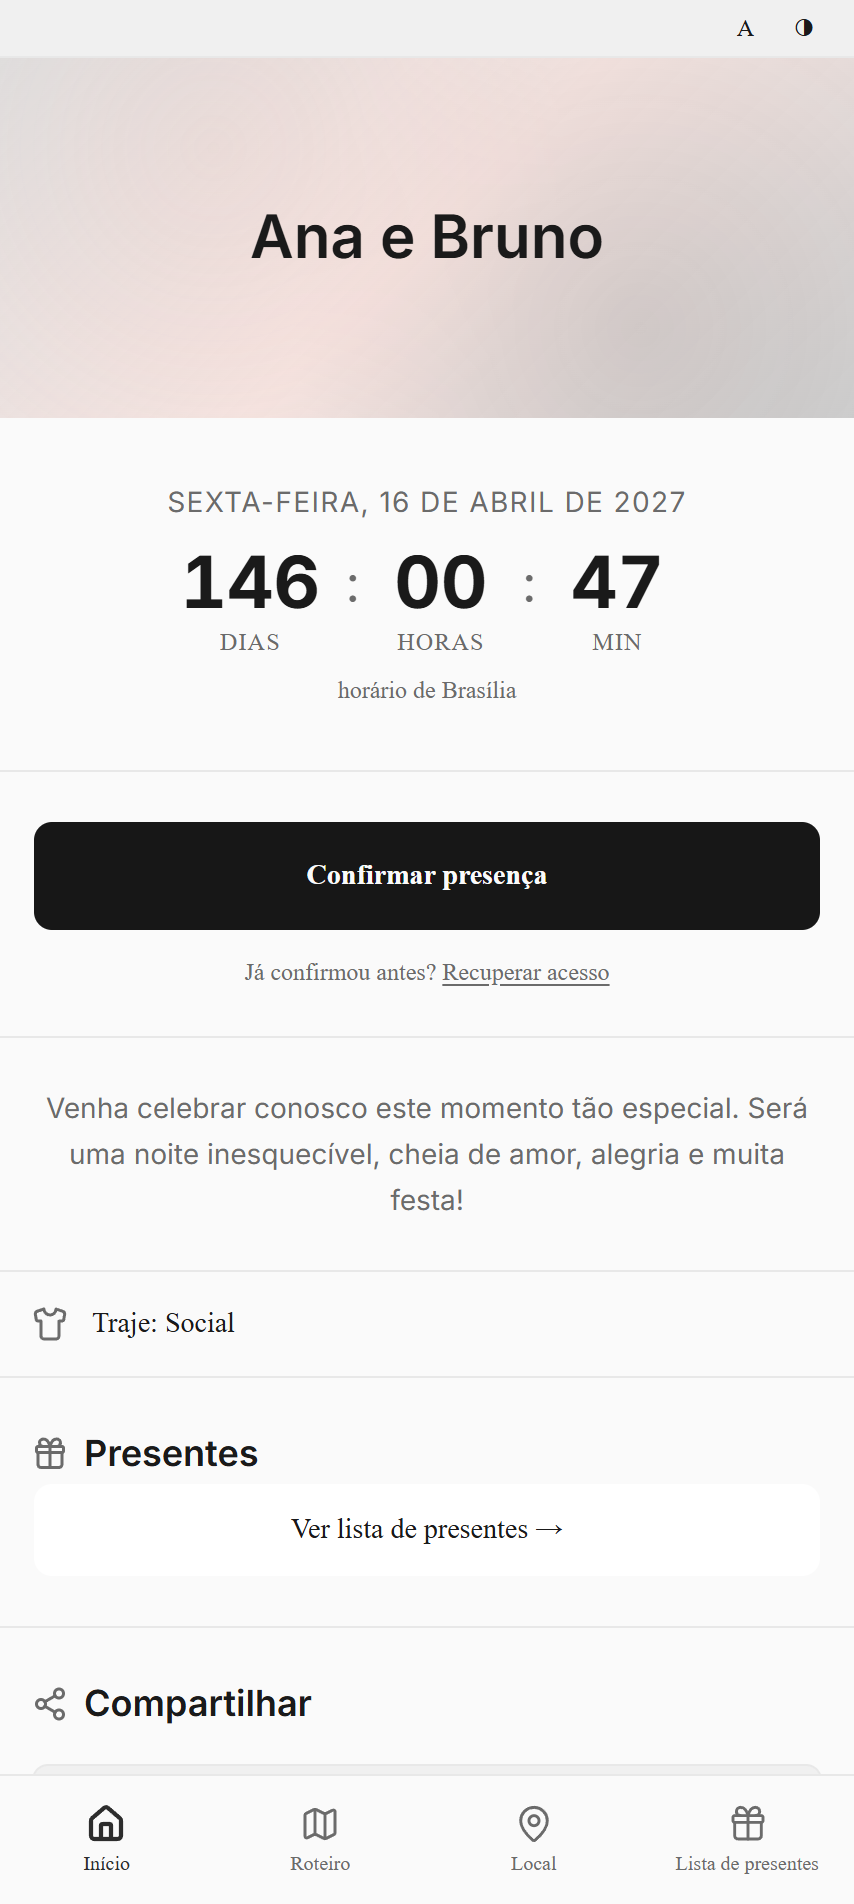 A
Ana e Bruno
SEXTA-FEIRA, 16 DE ABRIL DE 2027
146 : 00 : 47
DIAS HORAS MIN
horário de Brasília
Confirmar presença
Já confirmou antes? Recuperar acesso
Venha celebrar conosco este momento tão especial. Será
uma noite inesquecível, cheia de amor, alegria e muita
festa!
Traje: Social
Presentes
Ver lista de presentes →
Compartilhar
Início Roteiro Local Lista de presentes